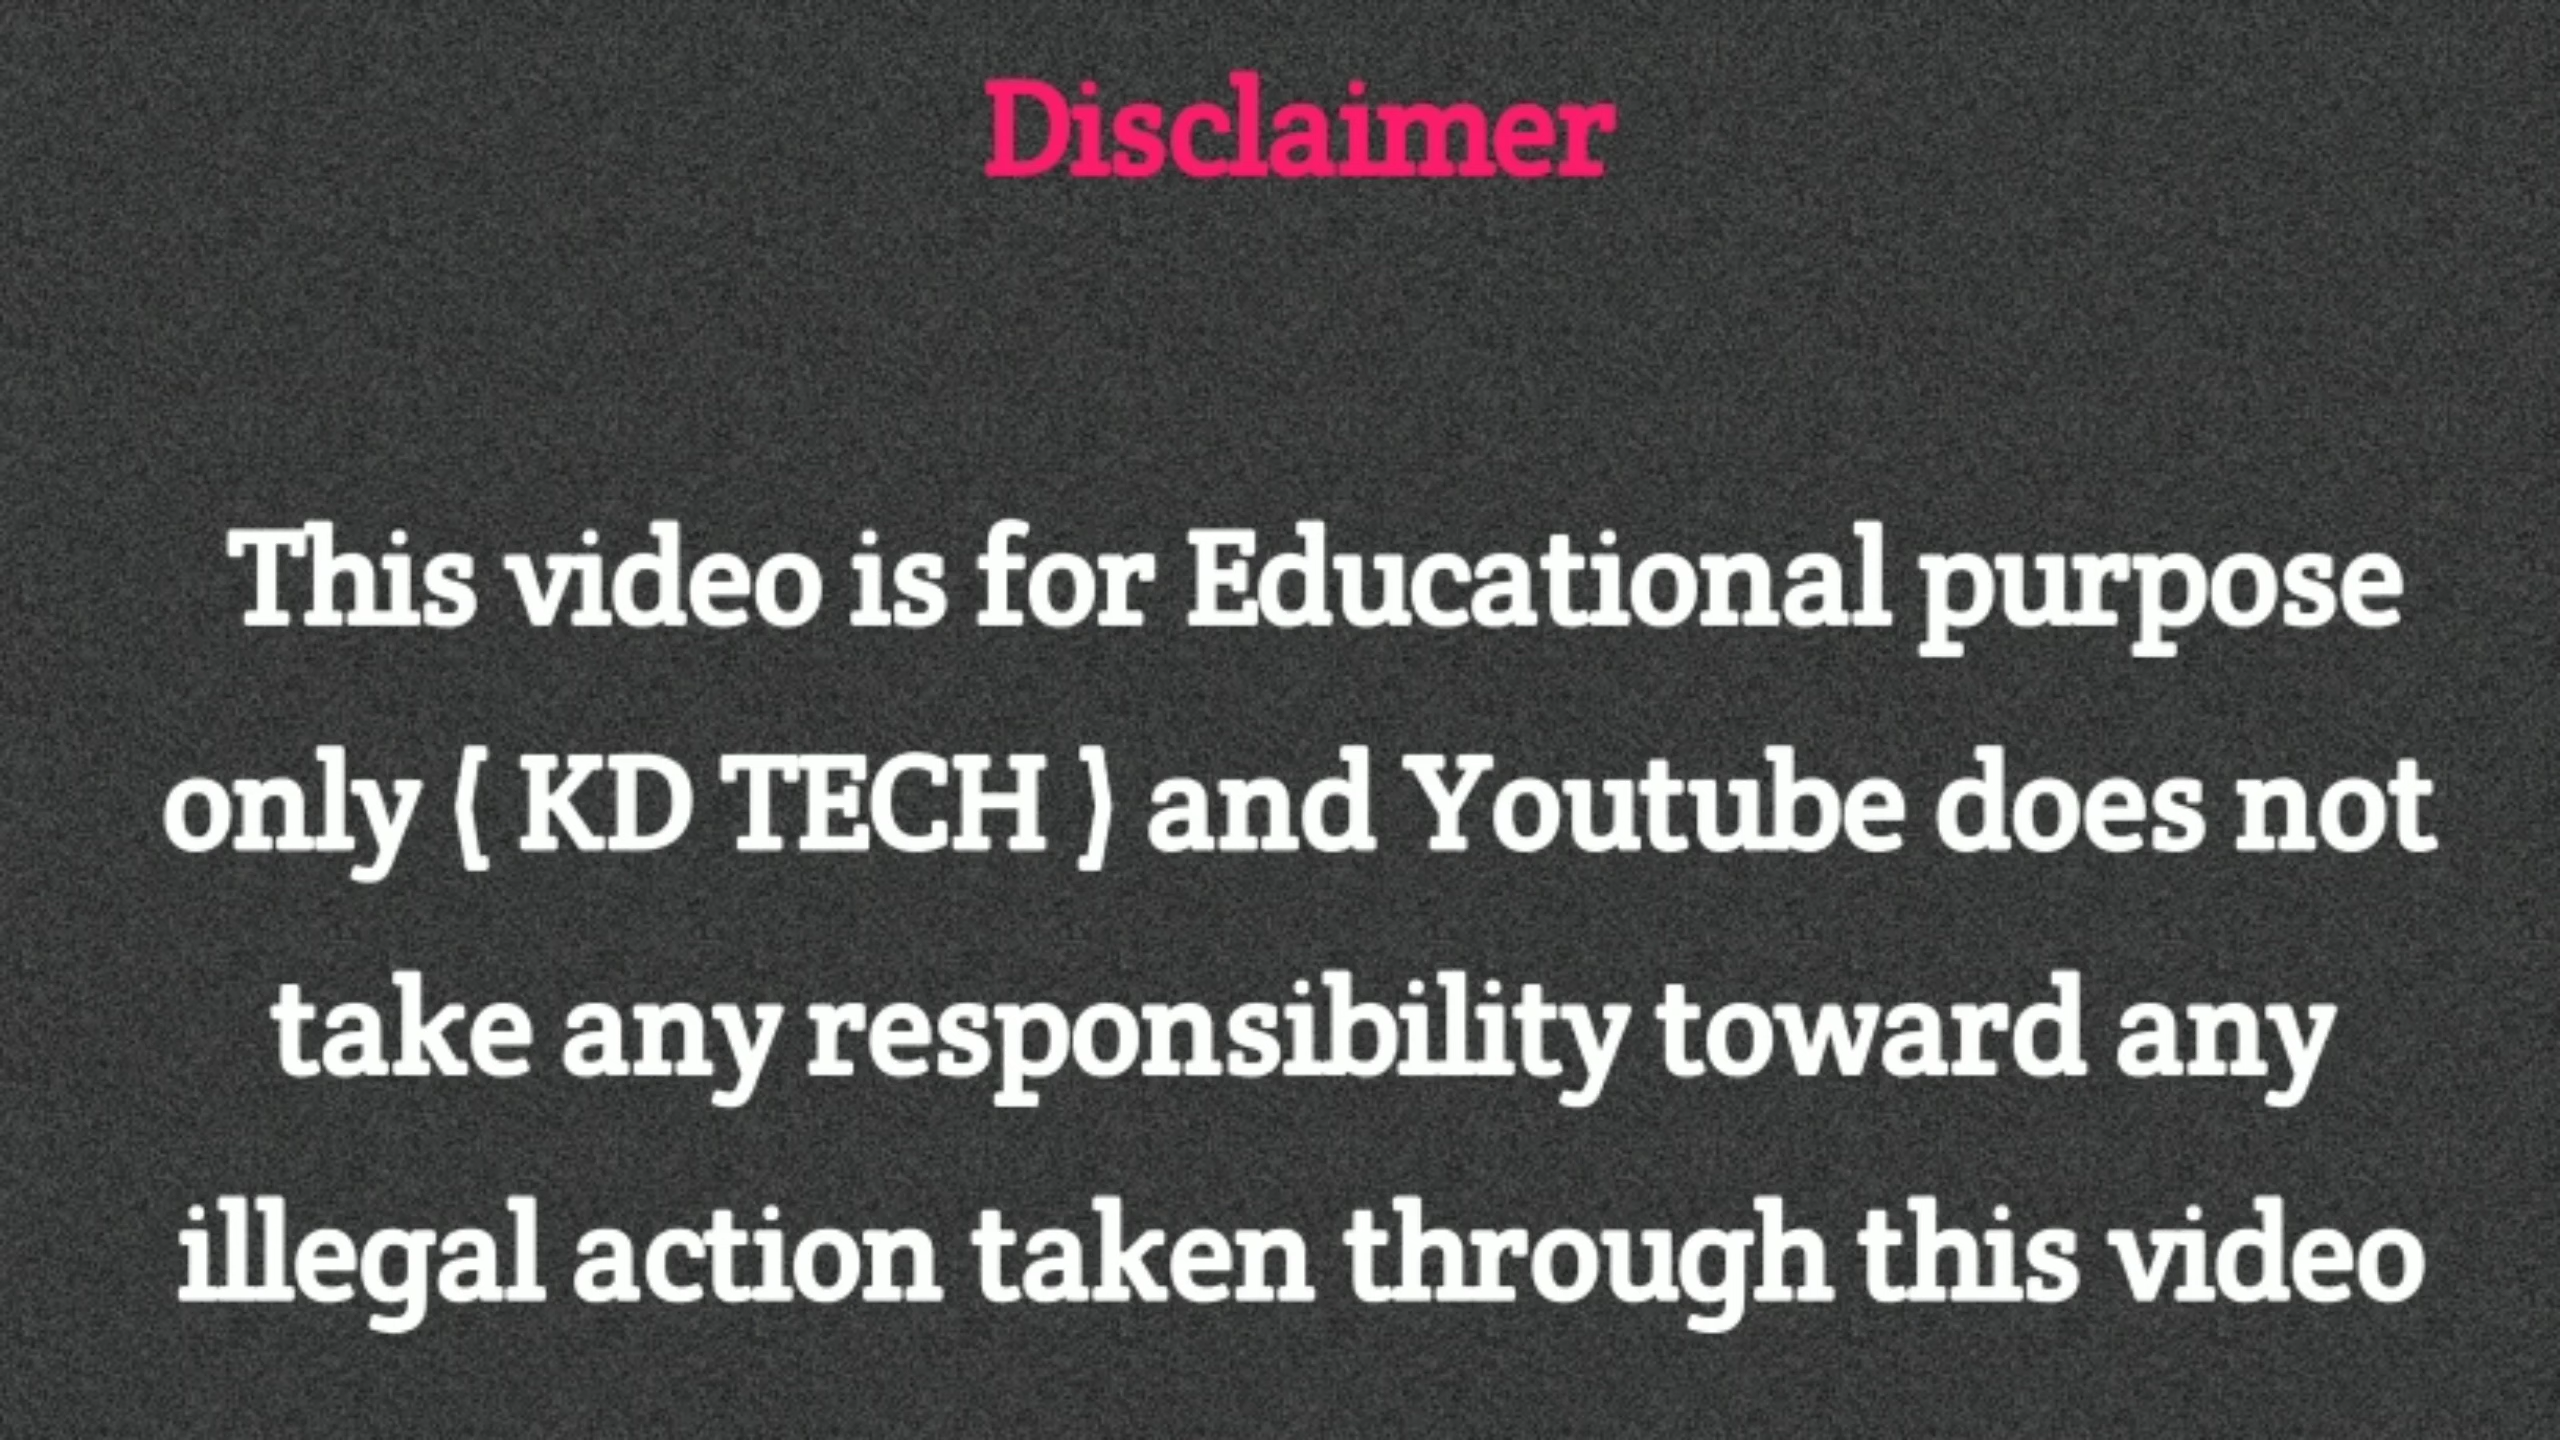 Disclaimer
This video is for Educational purpose
only ( KD TECH ) and Youtube does not
take any responsibility toward any
illegal action taken through this video